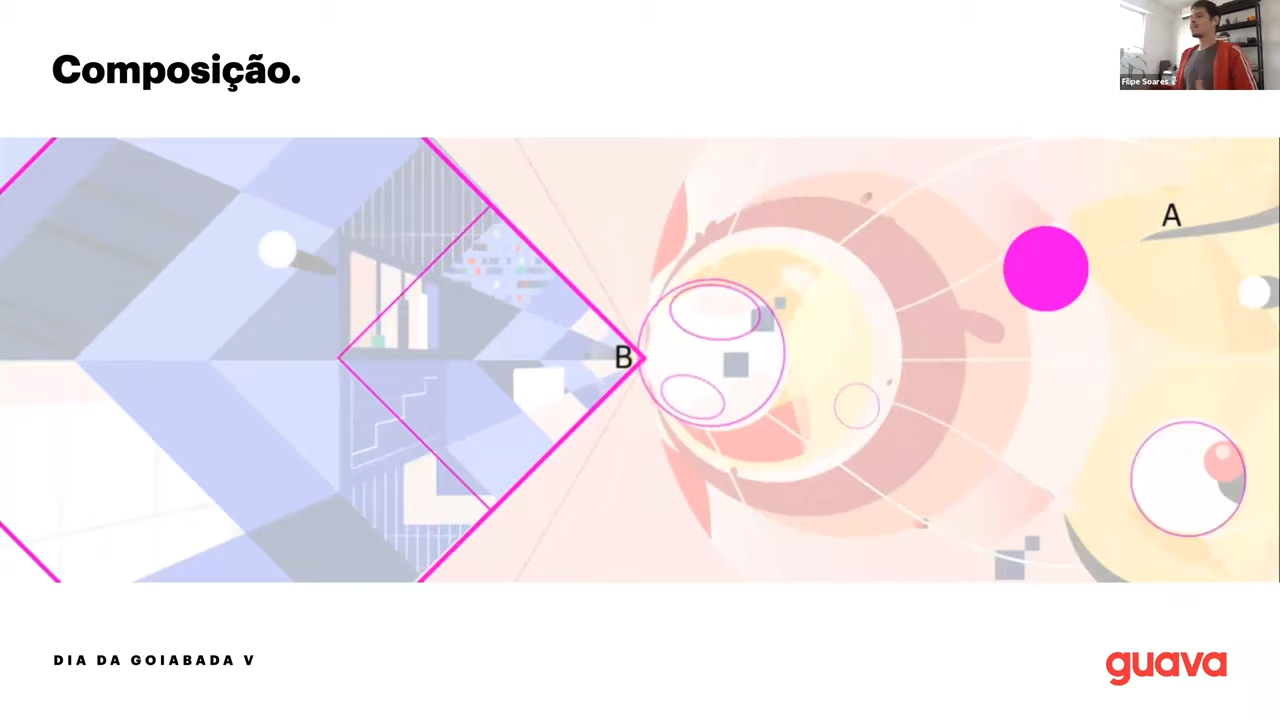 Composição.
Filipe Soares
A
B
DIA DA GOIABADA V
guava